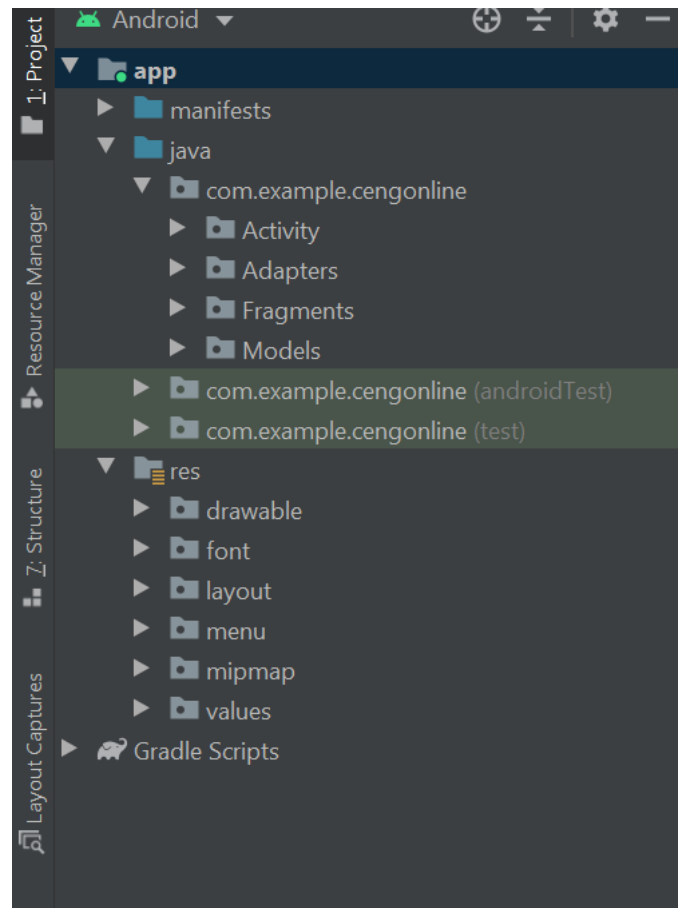 Android
1: Project
app
manifests
java
com.example.cengonline
Activity
Adapters
Fragments
Models
com.example.cengonline (androidTest)
com.example.cengonline (test)
res
drawable
font
layout
menu
mipmap
values
Gradle Scripts
Resource Manager
7: Structure
Layout Captures